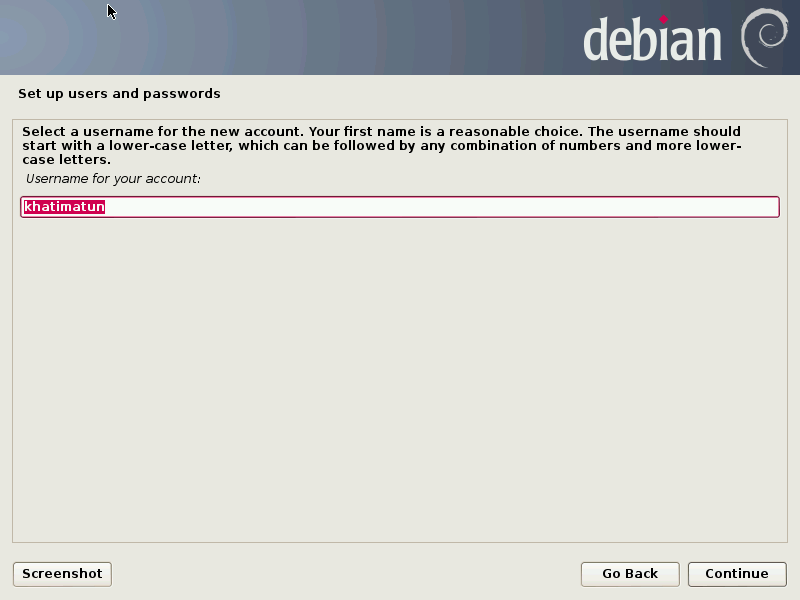 debian
Set up users and passwords
Select a username for the new account. Your first name is a reasonable choice. The username should
start with a lower-case letter, which can be followed by any combination of numbers and more lower-
case letters.
Username for your account:
khatimatun
Screenshot
Go Back
Continue